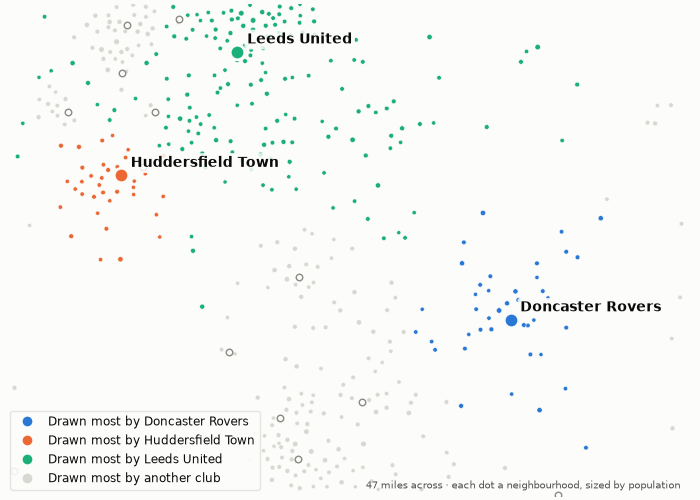 Leeds United
Huddersfield Town
Doncaster Rovers
Drawn most by Doncaster Rovers
Drawn most by Huddersfield Town
Drawn most by Leeds United
Drawn most by another club
47 miles across · each dot a neighbourhood, sized by population